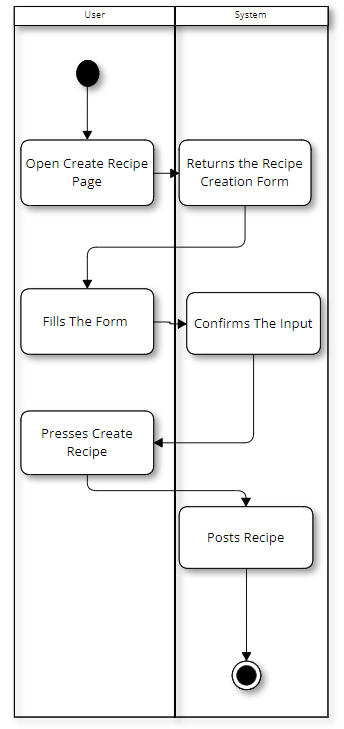 User
System
Open Create Recipe
Page
Returns the Recipe
Creation Form
Fills The Form
Confirms The Input
Presses Create
Recipe
Posts Recipe